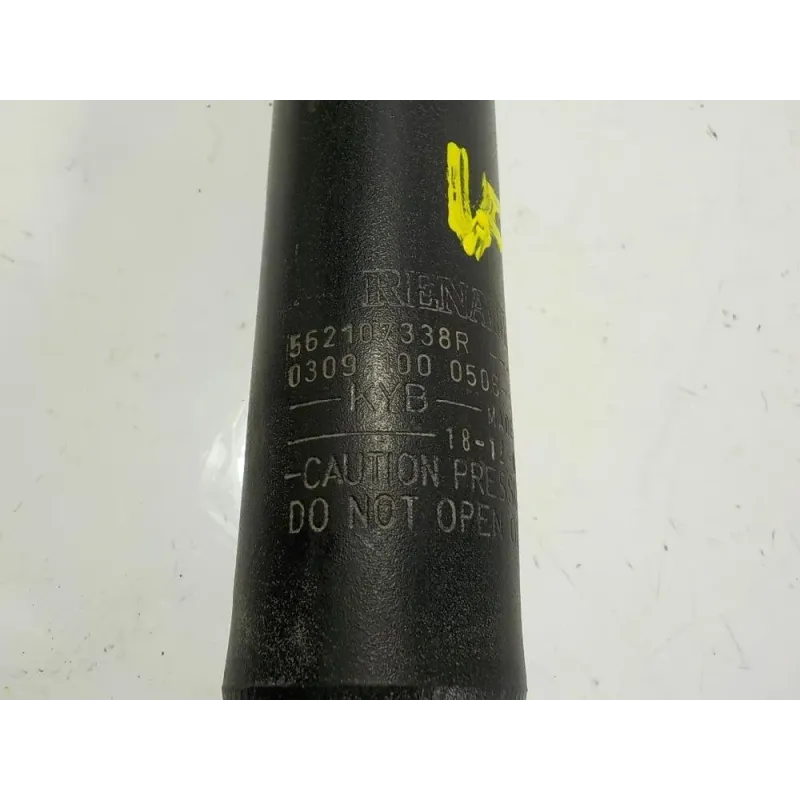 RENA
562107338R
0309 00 0505
KYB
18-1
-CAUTION PRESS
DO NOT OPEN